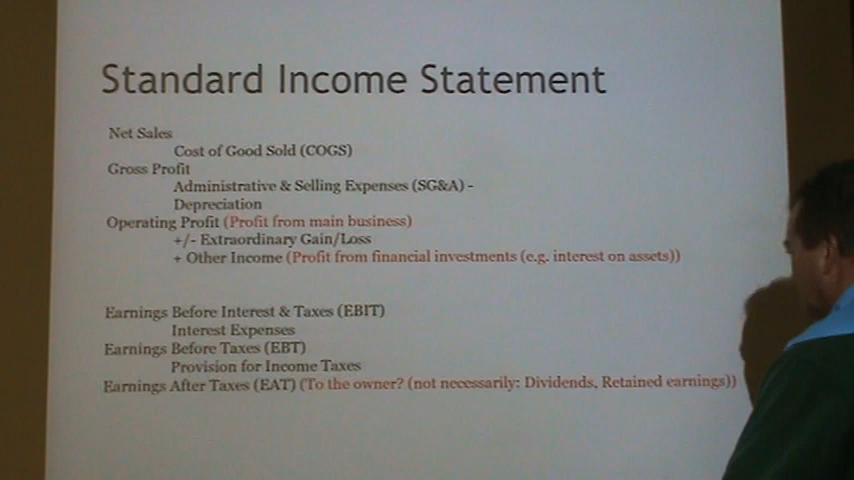 Standard Income Statement
Net Sales
Cost of Good Sold (COGS)
Gross Profit
Administrative & Selling Expenses (SG&A) -
Depreciation
Operating Profit (Profit from main business)
+/- Extraordinary Gain/Loss
+ Other Income (Profit from financial investments (e.g. interest on assets))
Earnings Before Interest & Taxes (EBIT)
Interest Expenses
Earnings Before Taxes (EBT)
Provision for Income Taxes
Earnings After Taxes (EAT) (To the owner? (not necessarily: Dividends, Retained earnings))